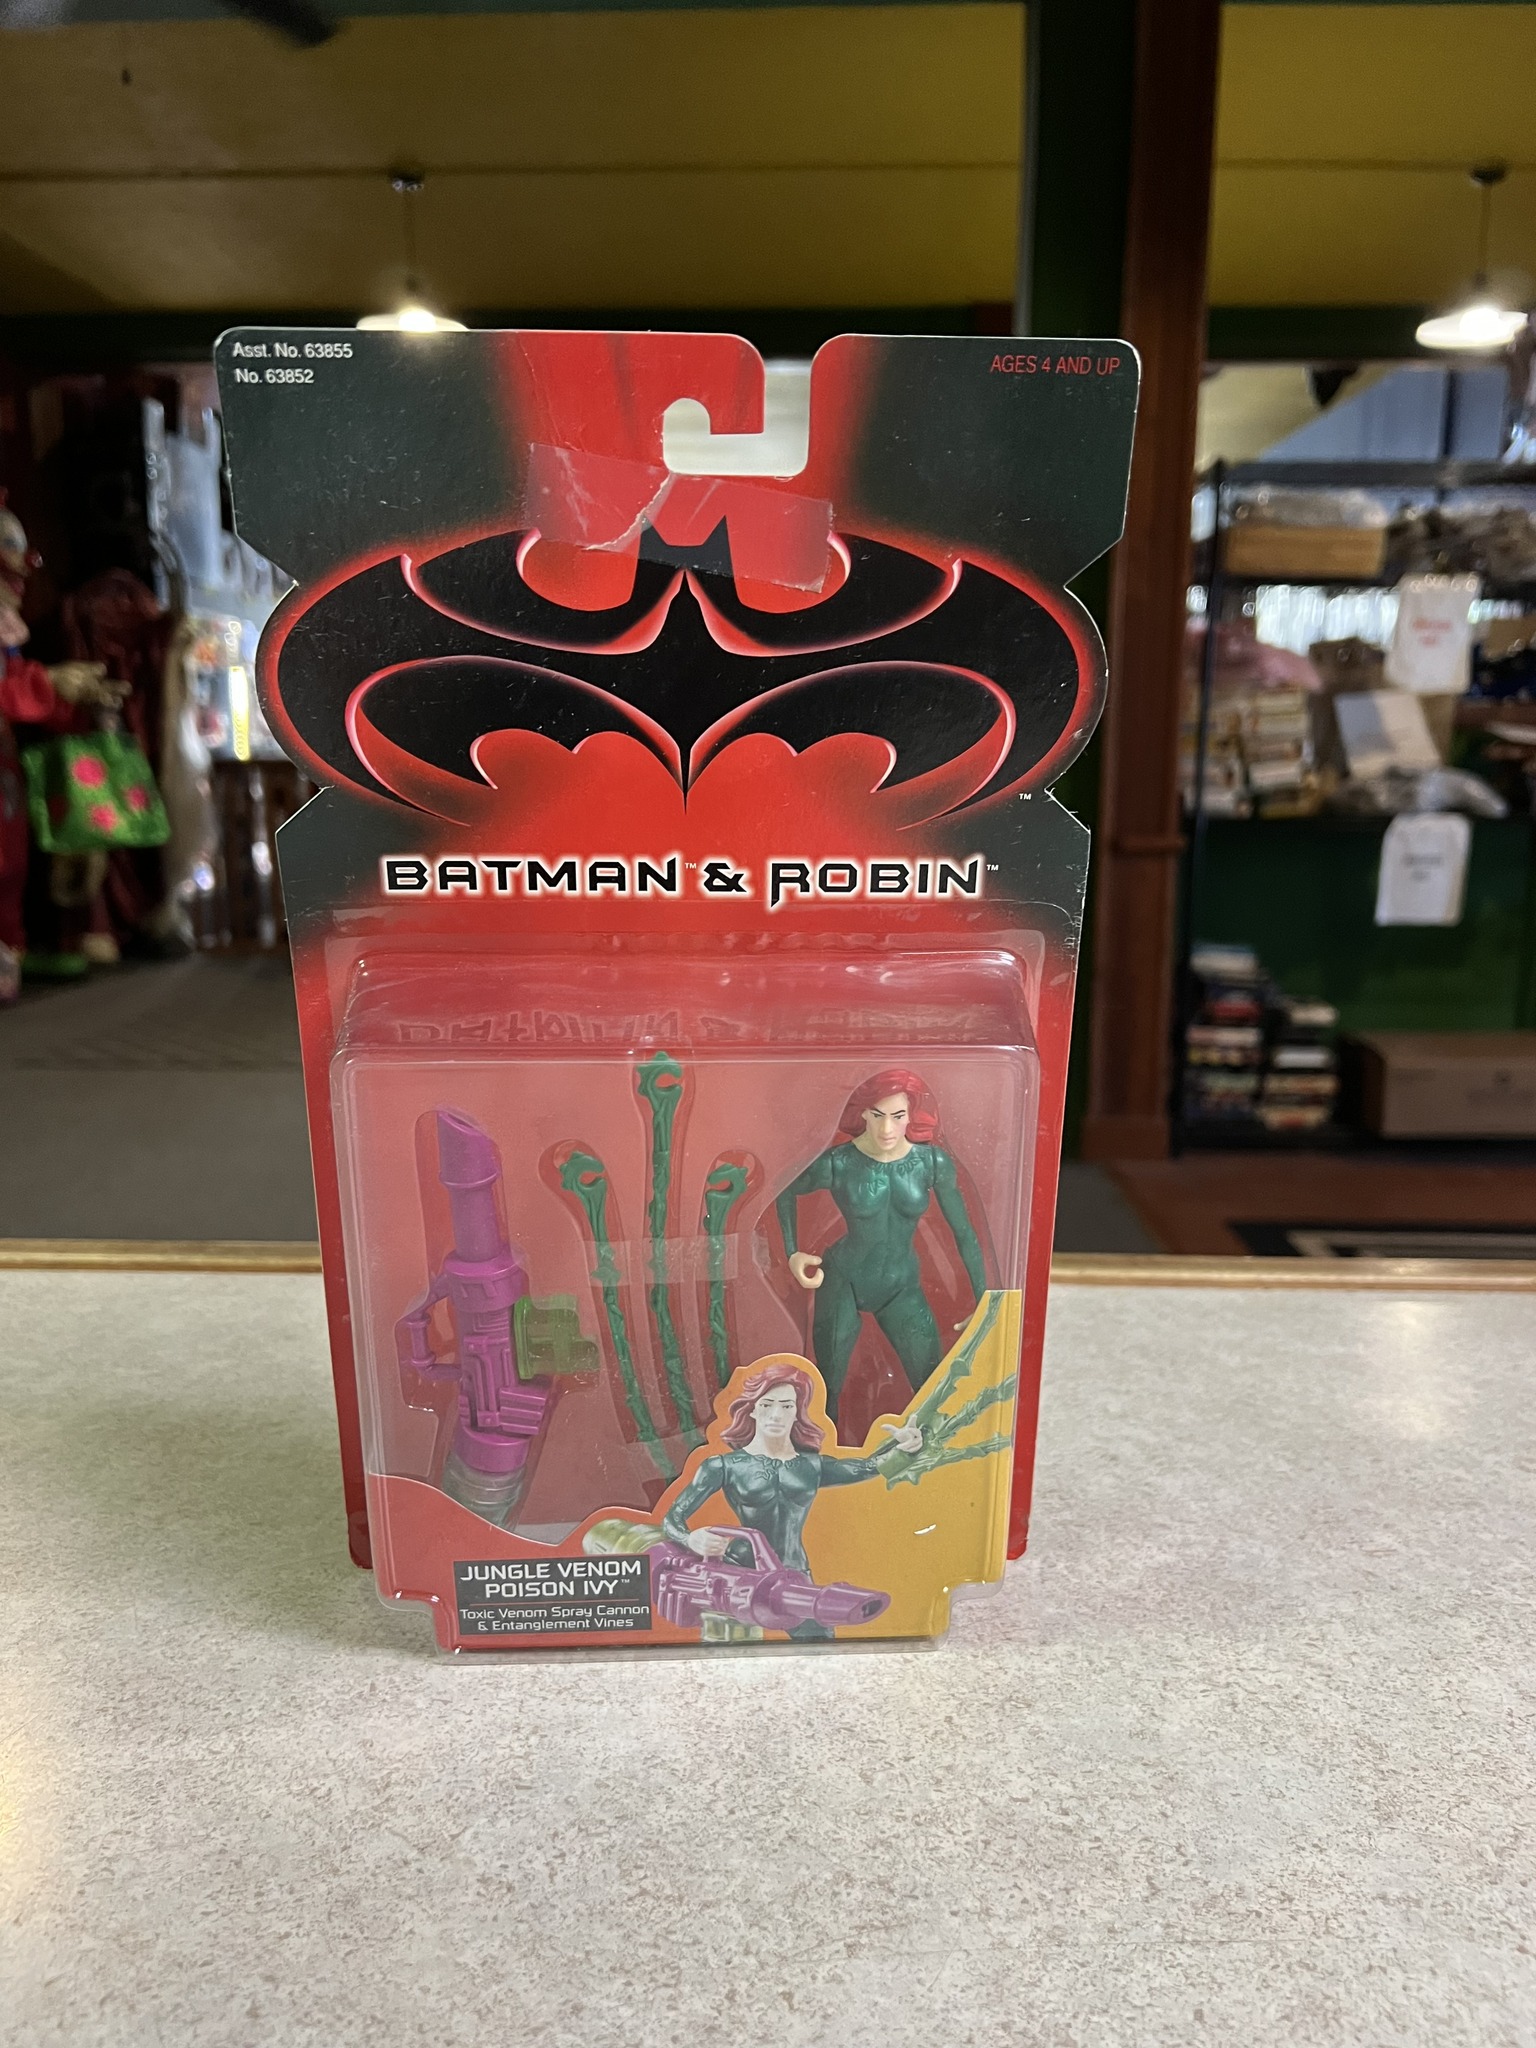 Asst. No. 63855
No. 63852
AGES 4 AND UP
™
BATMAN™ & ROBIN™
JUNGLE VENOM
POISON IVY™
Toxic Venom Spray Cannon
& Entanglement Vines